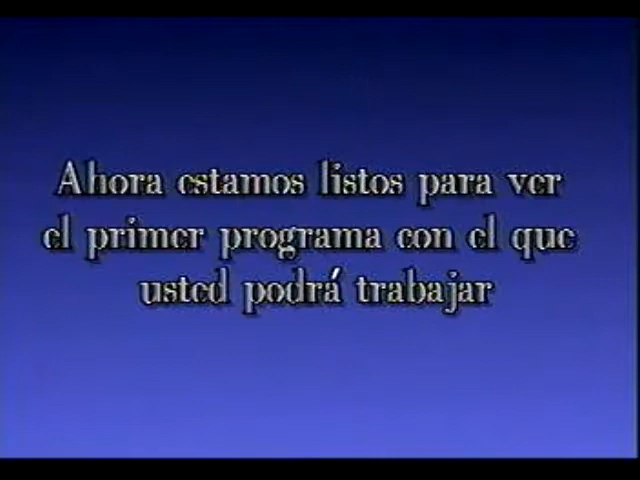 Ahora estamos listos para ver
el primer programa con el que
usted podrá trabajar